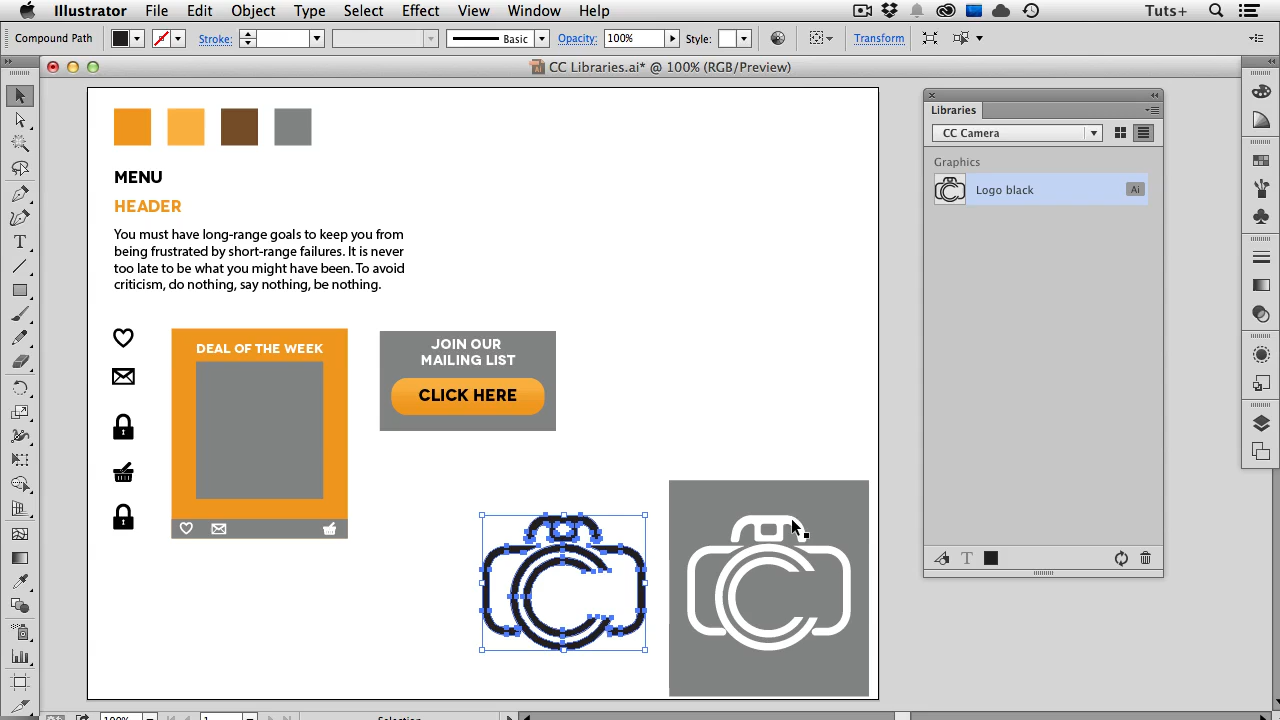 Illustrator File Edit Object Type Select Effect View Window Help Tuts+
Compound Path Stroke: Basic Opacity: 100% Style: Transform
CC Libraries.ai* @ 100% (RGB/Preview)
Libraries
CC Camera
Graphics
Logo black Ai
MENU
HEADER
You must have long-range goals to keep you from
being frustrated by short-range failures. It is never
too late to be what you might have been. To avoid
criticism, do nothing, say nothing, be nothing.
DEAL OF THE WEEK
JOIN OUR
MAILING LIST
CLICK HERE
100% 1 Selection